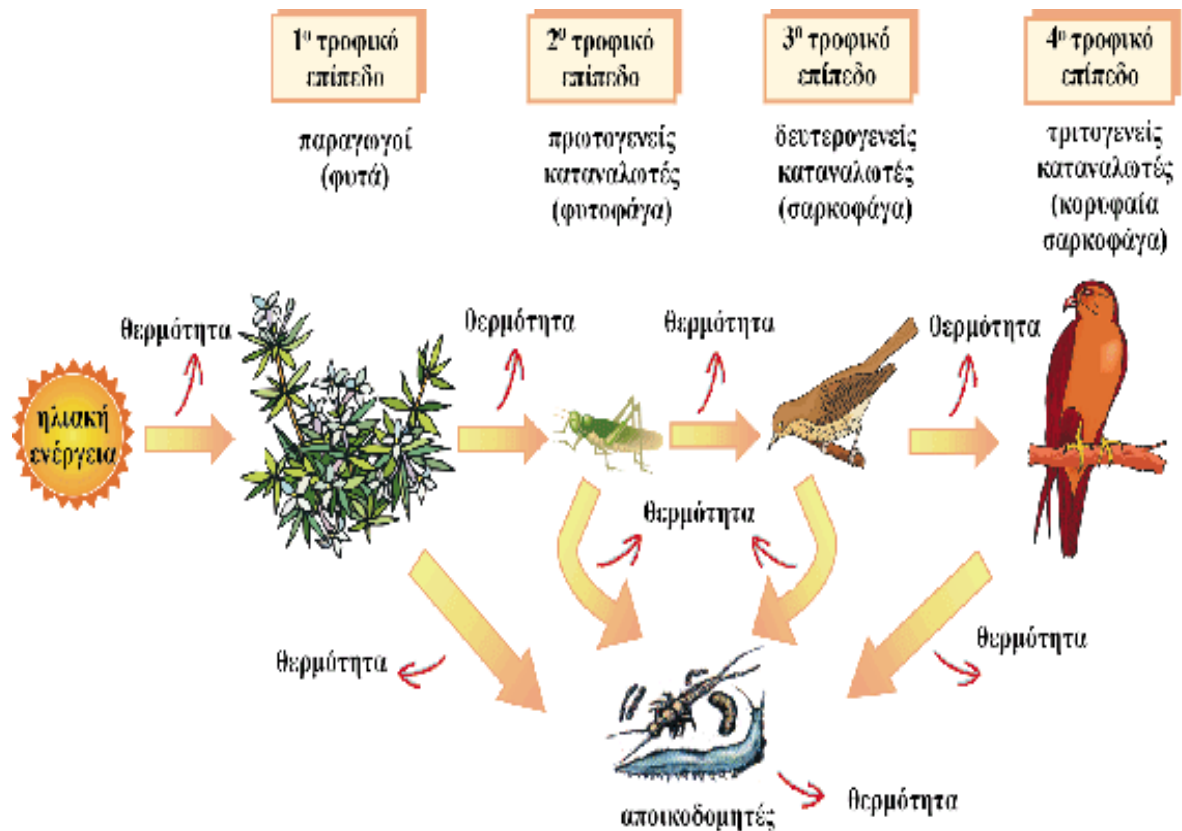 1ο τροφικό
επίπεδο
2ο τροφικό
επίπεδο
3ο τροφικό
επίπεδο
4ο τροφικό
επίπεδο
παραγωγοί
(φυτά)
πρωτογενείς
καταναλωτές
(φυτοφάγα)
δευτερογενείς
καταναλωτές
(σαρκοφάγα)
τριτογενείς
καταναλωτές
(κορυφαία
σαρκοφάγα)
θερμότητα
θερμότητα
θερμότητα
θερμότητα
ηλιακή
ενέργεια
θερμότητα
θερμότητα
θερμότητα
θερμότητα
αποικοδομητές